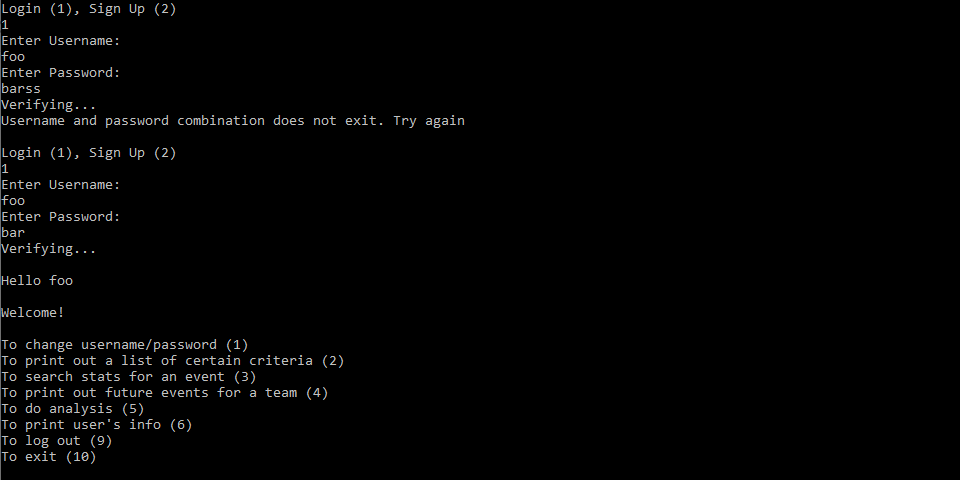 Login (1), Sign Up (2)
1
Enter Username:
foo
Enter Password:
barss
Verifying...
Username and password combination does not exit. Try again
Login (1), Sign Up (2)
1
Enter Username:
foo
Enter Password:
bar
Verifying...
Hello foo
Welcome!
To change username/password (1)
To print out a list of certain criteria (2)
To search stats for an event (3)
To print out future events for a team (4)
To do analysis (5)
To print user's info (6)
To log out (9)
To exit (10)